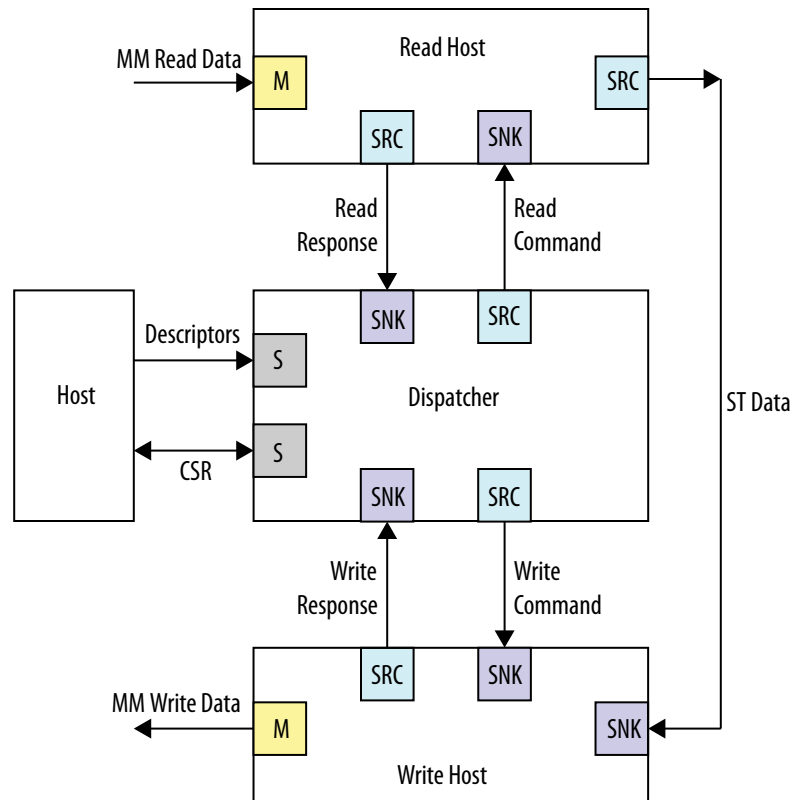 Read Host
MM Read Data
M
SRC
SRC
SNK
Read
Response
Read
Command
SNK
SRC
Descriptors
S
Host
Dispatcher
ST Data
S
CSR
SNK
SRC
Write
Response
Write
Command
SRC
SNK
MM Write Data
M
SNK
Write Host